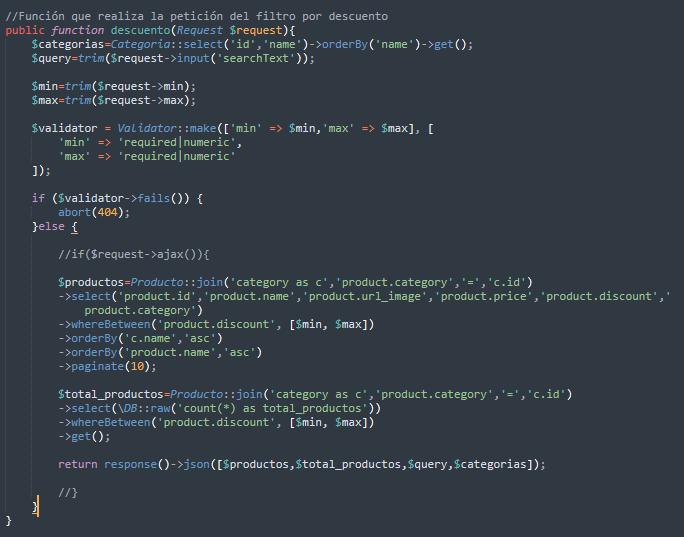 //Función que realiza la petición del filtro por descuento
public function descuento(Request $request){
$categorias=Categoria::select('id','name')->orderBy('name')->get();
$query=trim($request->input('searchText'));
$min=trim($request->min);
$max=trim($request->max);
$validator = Validator::make(['min' => $min,'max' => $max], [
'min' => 'required|numeric',
'max' => 'required|numeric'
]);
if ($validator->fails()) {
abort(404);
}else {
//if($request->ajax()){
$productos=Producto::join('category as c','product.category','=','c.id')
->select('product.id','product.name','product.url_image','product.price','product.discount','
product.category')
->whereBetween('product.discount', [$min, $max])
->orderBy('c.name','asc')
->orderBy('product.name','asc')
->paginate(10);
$total_productos=Producto::join('category as c','product.category','=','c.id')
->select(\DB::raw('count(*) as total_productos'))
->whereBetween('product.discount', [$min, $max])
->get();
return response()->json([$productos,$total_productos,$query,$categorias]);
//}
}
}